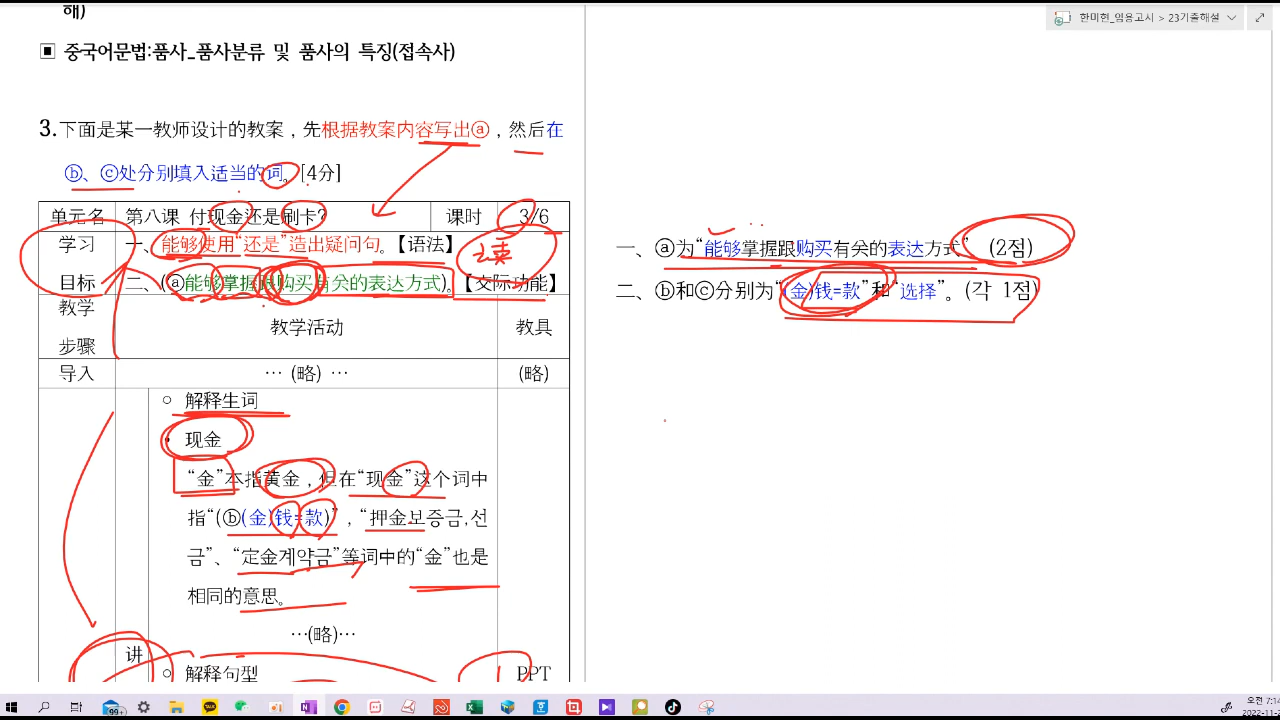 해)
한미현_임용고시 > 23기출해설
▣ 중국어문법:품사_품사분류 및 품사의 특징(접속사)
3.下面是某一教师设计的教案，先根据教案内容写出ⓐ，然后在
ⓑ、ⓒ处分别填入适当的词。[4分]
单元名 第八课 付现金还是刷卡? 课时 3/6
学习 一、能够使用“还是”造出疑问句。【语法】
目标 二、(ⓐ能够掌握跟购买有关的表达方式)。【交际功能】
教学
步骤
教学活动 教具
导入 … (略) … (略)
○ 解释生词
• 现金
“金”本指黄金，但在“现金”这个词中
指“(ⓑ(金)钱=款)”，“押金보증금,선
금”、“定金계약금”等词中的“金”也是
相同的意思。
…(略)…
讲
○ 解释句型 PPT
一、ⓐ为“能够掌握跟购买有关的表达方式” (2점)
二、ⓑ和ⓒ分别为“(金)钱=款”和“选择”。(각 1점)
99+
TALK